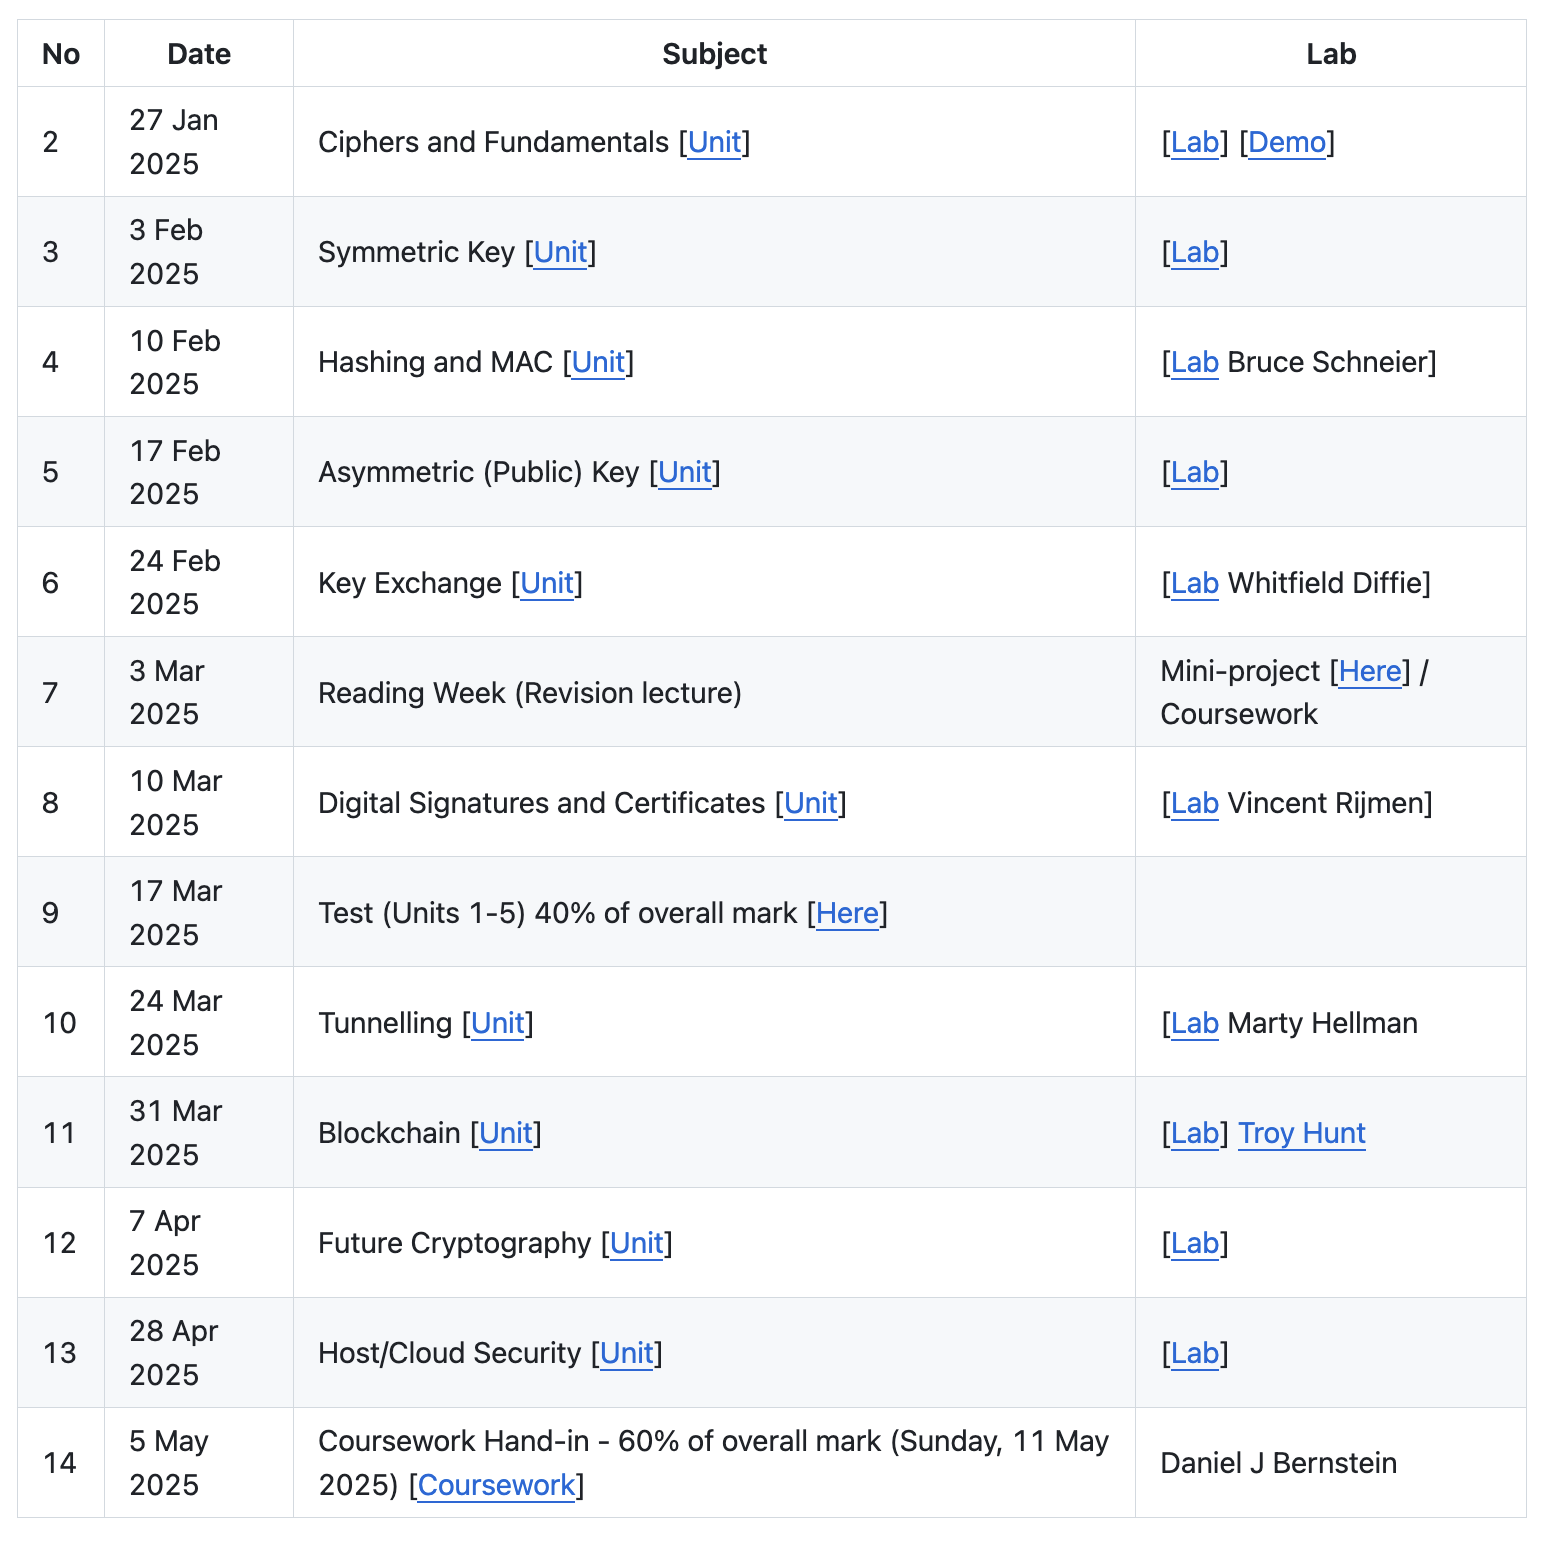 No Date Subject Lab
2 27 Jan 2025 Ciphers and Fundamentals [Unit] [Lab] [Demo]
3 3 Feb 2025 Symmetric Key [Unit] [Lab]
4 10 Feb 2025 Hashing and MAC [Unit] [Lab Bruce Schneier]
5 17 Feb 2025 Asymmetric (Public) Key [Unit] [Lab]
6 24 Feb 2025 Key Exchange [Unit] [Lab Whitfield Diffie]
7 3 Mar 2025 Reading Week (Revision lecture) Mini-project [Here] / Coursework
8 10 Mar 2025 Digital Signatures and Certificates [Unit] [Lab Vincent Rijmen]
9 17 Mar 2025 Test (Units 1-5) 40% of overall mark [Here]
10 24 Mar 2025 Tunnelling [Unit] [Lab Marty Hellman
11 31 Mar 2025 Blockchain [Unit] [Lab] Troy Hunt
12 7 Apr 2025 Future Cryptography [Unit] [Lab]
13 28 Apr 2025 Host/Cloud Security [Unit] [Lab]
14 5 May 2025 Coursework Hand-in - 60% of overall mark (Sunday, 11 May 2025) [Coursework] Daniel J Bernstein